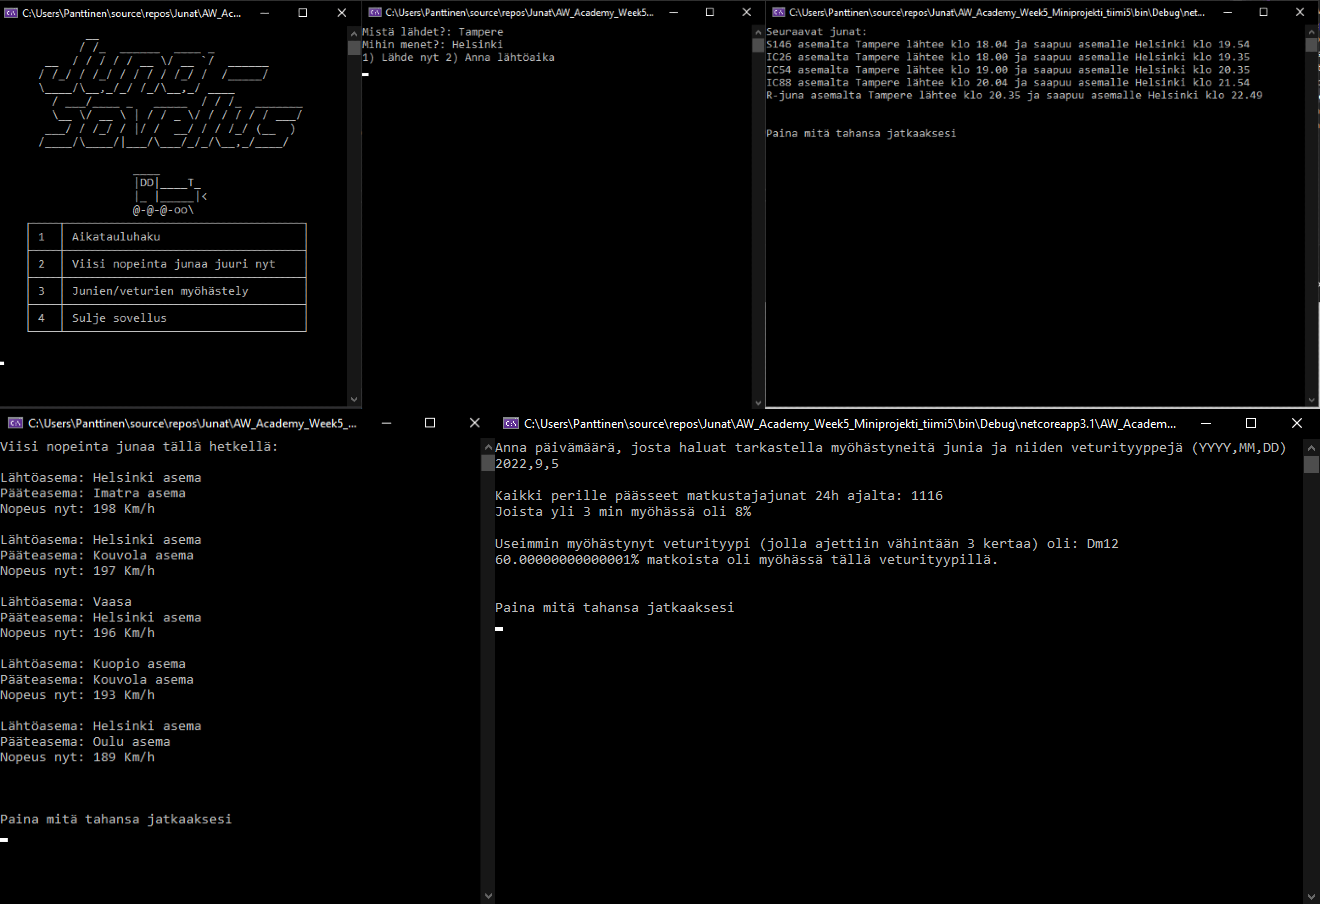 C:\Users\Panttinen\source\repos\Junat\AW_Ac...
1 Aikatauluhaku
2 Viisi nopeinta junaa juuri nyt
3 Junien/veturien myöhästely
4 Sulje sovellus
C:\Users\Panttinen\source\repos\Junat\AW_Academy_Week5...
Mistä lähdet?: Tampere
Mihin menet?: Helsinki
1) Lähde nyt 2) Anna lähtöaika
C:\Users\Panttinen\source\repos\Junat\AW_Academy_Week5_Miniprojekti_tiimi5\bin\Debug\net...
Seuraavat junat:
S146 asemalta Tampere lähtee klo 18.04 ja saapuu asemalle Helsinki klo 19.54
IC26 asemalta Tampere lähtee klo 18.00 ja saapuu asemalle Helsinki klo 19.35
IC54 asemalta Tampere lähtee klo 19.00 ja saapuu asemalle Helsinki klo 20.35
IC88 asemalta Tampere lähtee klo 20.04 ja saapuu asemalle Helsinki klo 21.54
R-juna asemalta Tampere lähtee klo 20.35 ja saapuu asemalle Helsinki klo 22.49
Paina mitä tahansa jatkaaksesi
C:\Users\Panttinen\source\repos\Junat\AW_Academy_Week5_...
Viisi nopeinta junaa tällä hetkellä:
Lähtöasema: Helsinki asema
Pääteasema: Imatra asema
Nopeus nyt: 198 Km/h
Lähtöasema: Helsinki asema
Pääteasema: Kouvola asema
Nopeus nyt: 197 Km/h
Lähtöasema: Vaasa
Pääteasema: Helsinki asema
Nopeus nyt: 196 Km/h
Lähtöasema: Kuopio asema
Pääteasema: Kouvola asema
Nopeus nyt: 193 Km/h
Lähtöasema: Helsinki asema
Pääteasema: Oulu asema
Nopeus nyt: 189 Km/h
Paina mitä tahansa jatkaaksesi
C:\Users\Panttinen\source\repos\Junat\AW_Academy_Week5_Miniprojekti_tiimi5\bin\Debug\netcoreapp3.1\AW_Academ...
Anna päivämäärä, josta haluat tarkastella myöhästyneitä junia ja niiden veturityyppejä (YYYY,MM,DD)
2022,9,5
Kaikki perille päässeet matkustajajunat 24h ajalta: 1116
Joista yli 3 min myöhässä oli 8%
Useimmin myöhästynyt veturityypi (jolla ajettiin vähintään 3 kertaa) oli: Dm12
60.00000000000001% matkoista oli myöhässä tällä veturityypillä.
Paina mitä tahansa jatkaaksesi